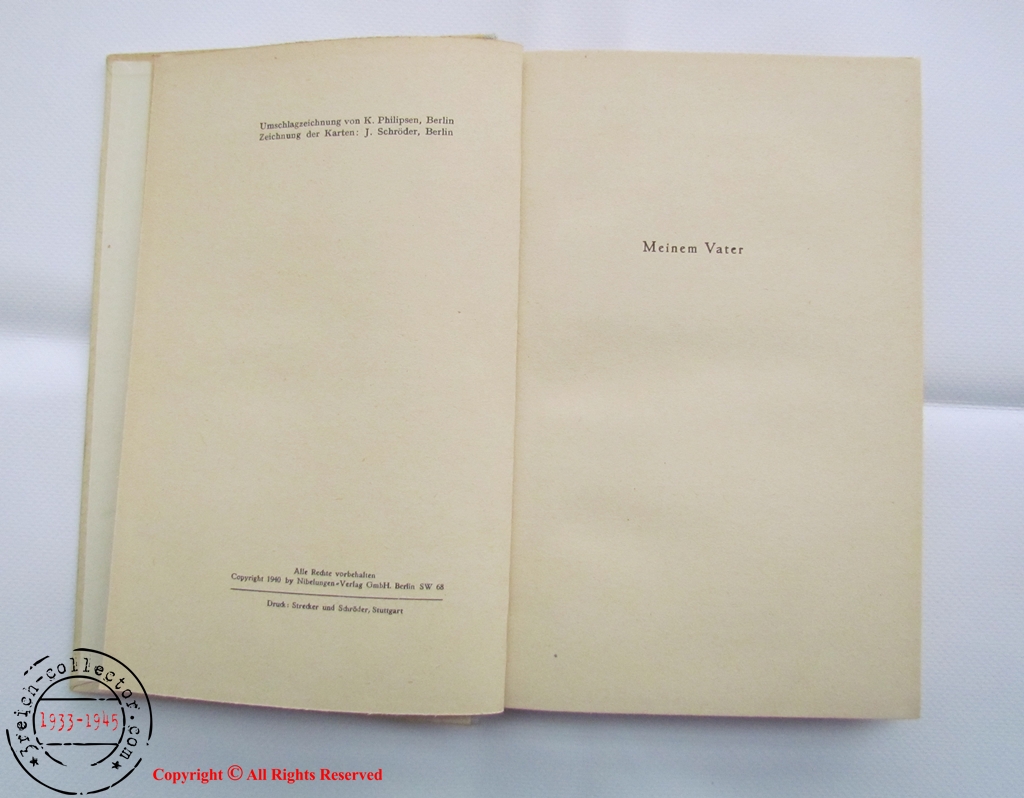 Umschlagzeichnung von K. Philipsen, Berlin
Zeichnung der Karten: J. Schröder, Berlin
Alle Rechte vorbehalten
Copyright 1940 by Nibelungen-Verlag GmbH. Berlin SW 68
Druck: Strecker und Schröder, Stuttgart
Meinem Vater
3reich-collector.com
1933-1945
Copyright © All Rights Reserved